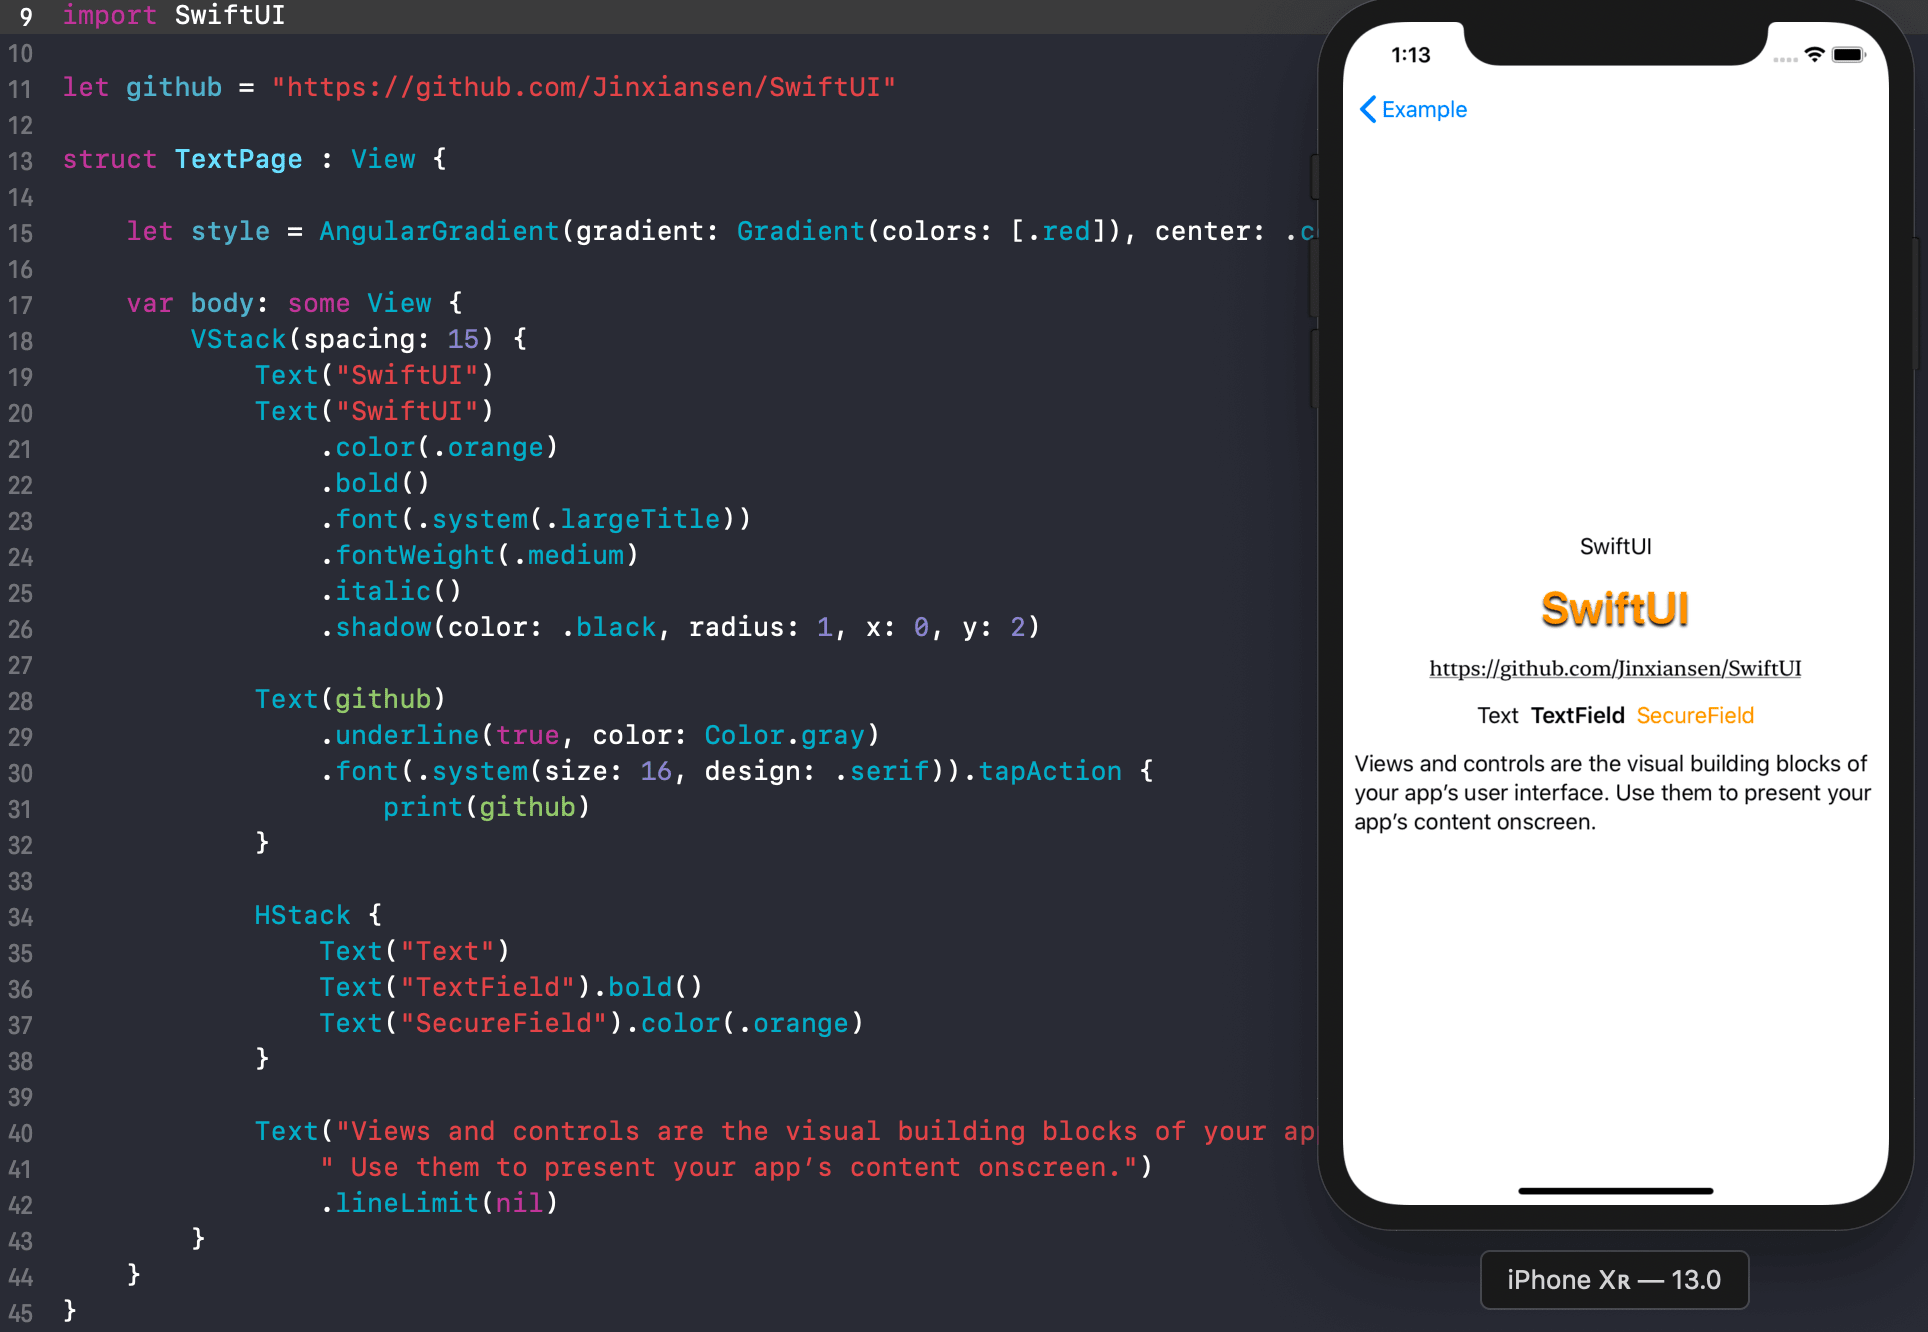 9 import SwiftUI
10
11 let github = "https://github.com/Jinxiansen/SwiftUI"
12
13 struct TextPage : View {
14
15     let style = AngularGradient(gradient: Gradient(colors: [.red]), center: .c
16
17     var body: some View {
18         VStack(spacing: 15) {
19             Text("SwiftUI")
20             Text("SwiftUI")
21                 .color(.orange)
22                 .bold()
23                 .font(.system(.largeTitle))
24                 .fontWeight(.medium)
25                 .italic()
26                 .shadow(color: .black, radius: 1, x: 0, y: 2)
27
28             Text(github)
29                 .underline(true, color: Color.gray)
30                 .font(.system(size: 16, design: .serif)).tapAction {
31                     print(github)
32             }
33
34             HStack {
35                 Text("Text")
36                 Text("TextField").bold()
37                 Text("SecureField").color(.orange)
38             }
39
40             Text("Views and controls are the visual building blocks of your ap
41                 " Use them to present your app’s content onscreen.")
42                 .lineLimit(nil)
43         }
44     }
45 }
1:13
Example
SwiftUI
SwiftUI
https://github.com/Jinxiansen/SwiftUI
Text TextField SecureField
Views and controls are the visual building blocks of
your app’s user interface. Use them to present your
app’s content onscreen.
iPhone Xʀ — 13.0